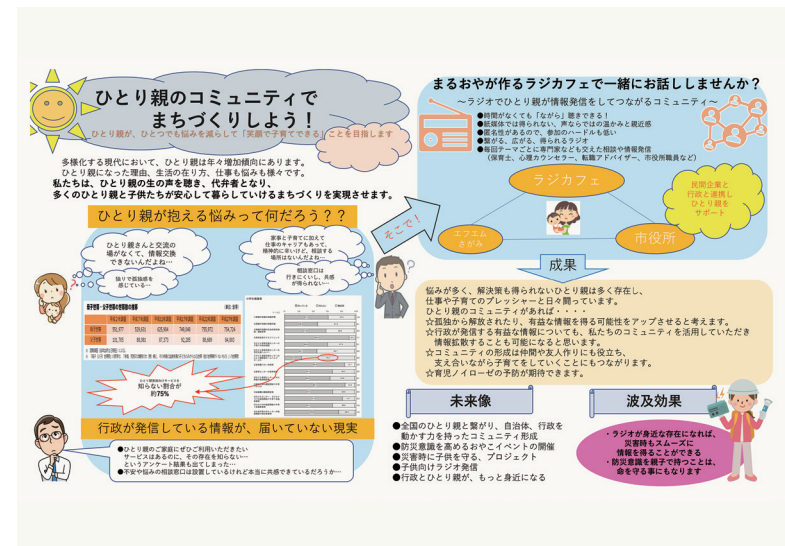 ひとり親のコミュニティで
まちづくりしよう！
ひとり親が、ひとつでも悩みを減らして「笑顔で子育てできる」ことを目指します
多様化する現代において、ひとり親は年々増加傾向にあります。
ひとり親になった理由、生活の在り方、仕事も悩みも様々です。
私たちは、ひとり親の生の声を聴き、代弁者となり、
多くのひとり親と子供たちが安心して暮らしていけるまちづくりを実現させます。
ひとり親が抱える悩みって何だろう？？
ひとり親さんと交流の
場がなくて、情報交換
できないんだよね…
独りで孤独感を
感じている…
家事と子育てに加えて
仕事のキャリアもあって、
精神的に辛いけど、相談する
場所はないんだよね…
相談窓口は
行きにくいし、共感
が得られない…
母子世帯・父子世帯の世帯数の推移
知らない割合が
約75%
行政が発信している情報が、届いていない現実
●ひとり親のご家庭にぜひご利用いただきたい
サービスはあるのに、その存在を知らない…
というアンケート結果も出てしまった…
●不安や悩みの相談窓口は設置しているけれど本当に共感できているだろうか…
そこで！
まるおやが作るラジカフェで一緒にお話ししませんか？
～ラジオでひとり親が情報発信をしてつながるコミュニティ～
●時間がなくても「ながら」聴きできる！
●紙媒体では得られない、声ならではの温かみと親近感
●匿名性があるので、参加のハードルも低い
●繋がる、広がる、得られるラジオ
●毎回テーマごとに専門家なども交えた相談や情報発信
（保育士、心理カウンセラー、転職アドバイザー、市役所職員など）
ラジカフェ
エフエム
さがみ
市役所
民間企業と
行政と連携し
ひとり親を
サポート
成果
悩みが多く、解決策も得られないひとり親は多く存在し、
仕事や子育てのプレッシャーと日々闘っています。
ひとり親のコミュニティがあれば・・・・
☆孤独から解放されたり、有益な情報を得る可能性をアップさせると考えます。
☆行政が発信する有益な情報についても、私たちのコミュニティを活用していただき
情報拡散することも可能になると思います。
☆コミュニティの形成は仲間や友人作りにも役立ち、
支え合いながら子育てをしていくことにもつながります。
☆育児ノイローゼの予防が期待できます。
未来像
●全国のひとり親と繋がり、自治体、行政を
動かす力を持ったコミュニティ形成
●防災意識を高めるおやこイベントの開催
●災害時に子供を守る、プロジェクト
●子供向けラジオ発信
●行政とひとり親が、もっと身近になる
波及効果
・ラジオが身近な存在になれば、
災害時もスムーズに
情報を得ることができる
・防災意識を親子で持つことは、
命を守る事にもなります